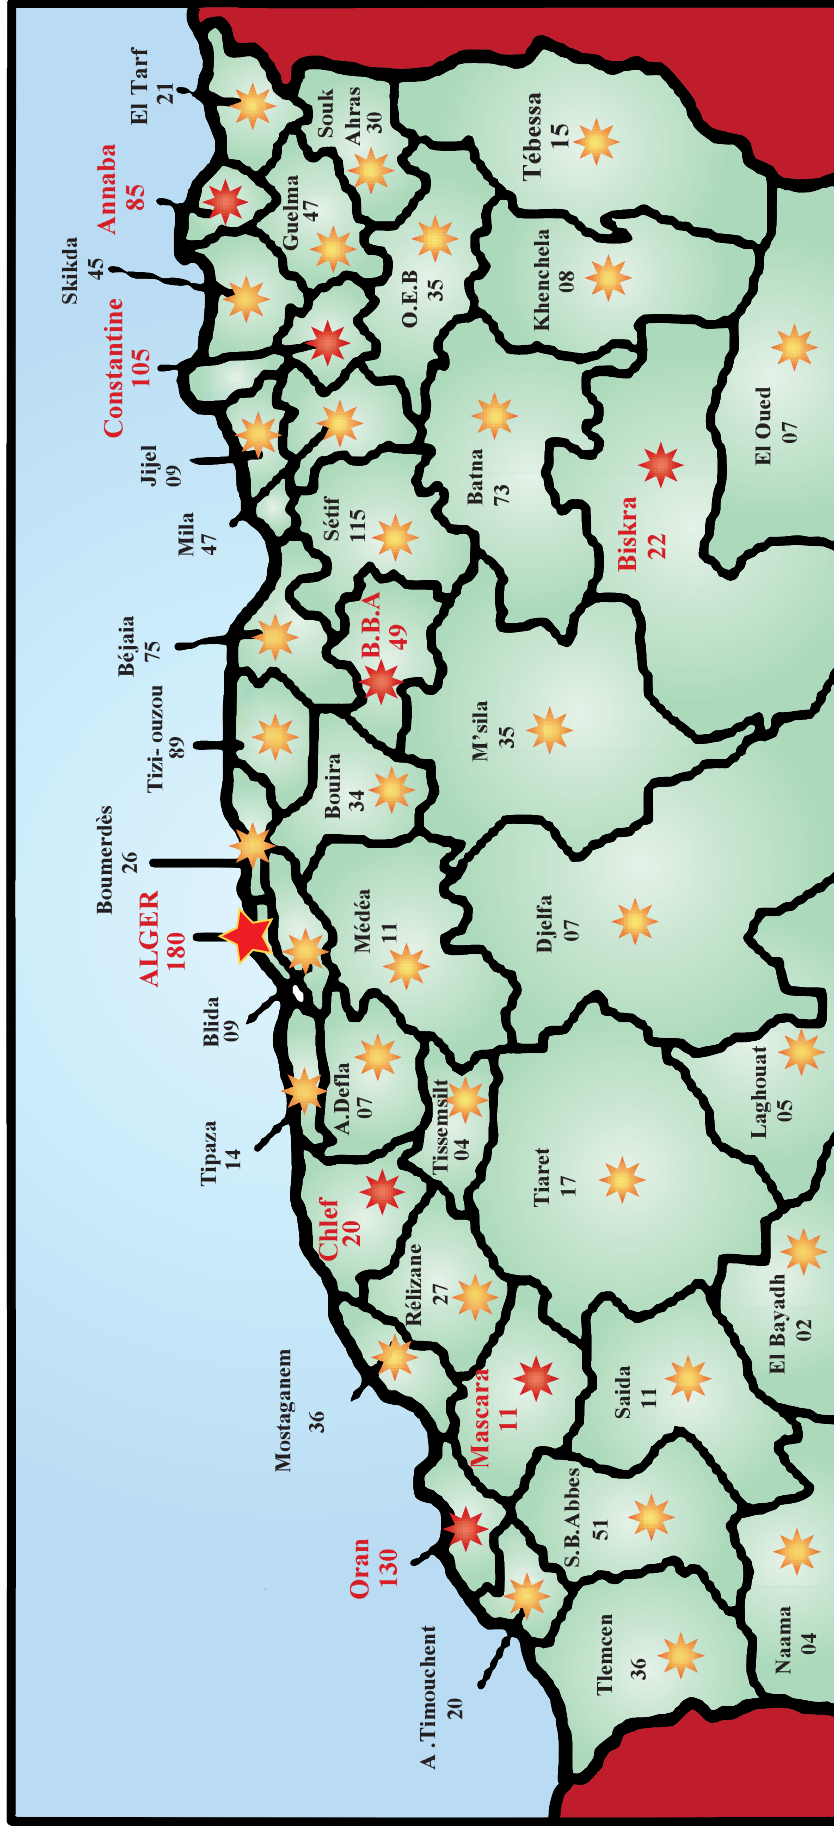 El Tarf
21
Annaba
85
Skikda
45
Constantine
105
Jijel
09
Mila
47
Béjaia
75
Tizi- ouzou
89
Boumerdès
26
ALGER
180
Blida
09
Tipaza
14
Chlef
20
Mostaganem
36
Oran
130
A .Timouchent
20
Souk
Ahras
30
Guelma
47
O.E.B
35
Tébessa
15
Khenchela
08
Sétif
115
Batna
73
Biskra
22
El Oued
07
B.B.A
49
M'sila
35
Bouira
34
Médéa
11
Djelfa
07
A.Defla
07
Tissemsilt
04
Laghouat
05
Tiaret
17
Rélizane
27
Mascara
11
Saida
11
El Bayadh
02
S.B.Abbes
51
Tlemcen
36
Naama
04